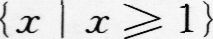 {x | x ⩾ 1}